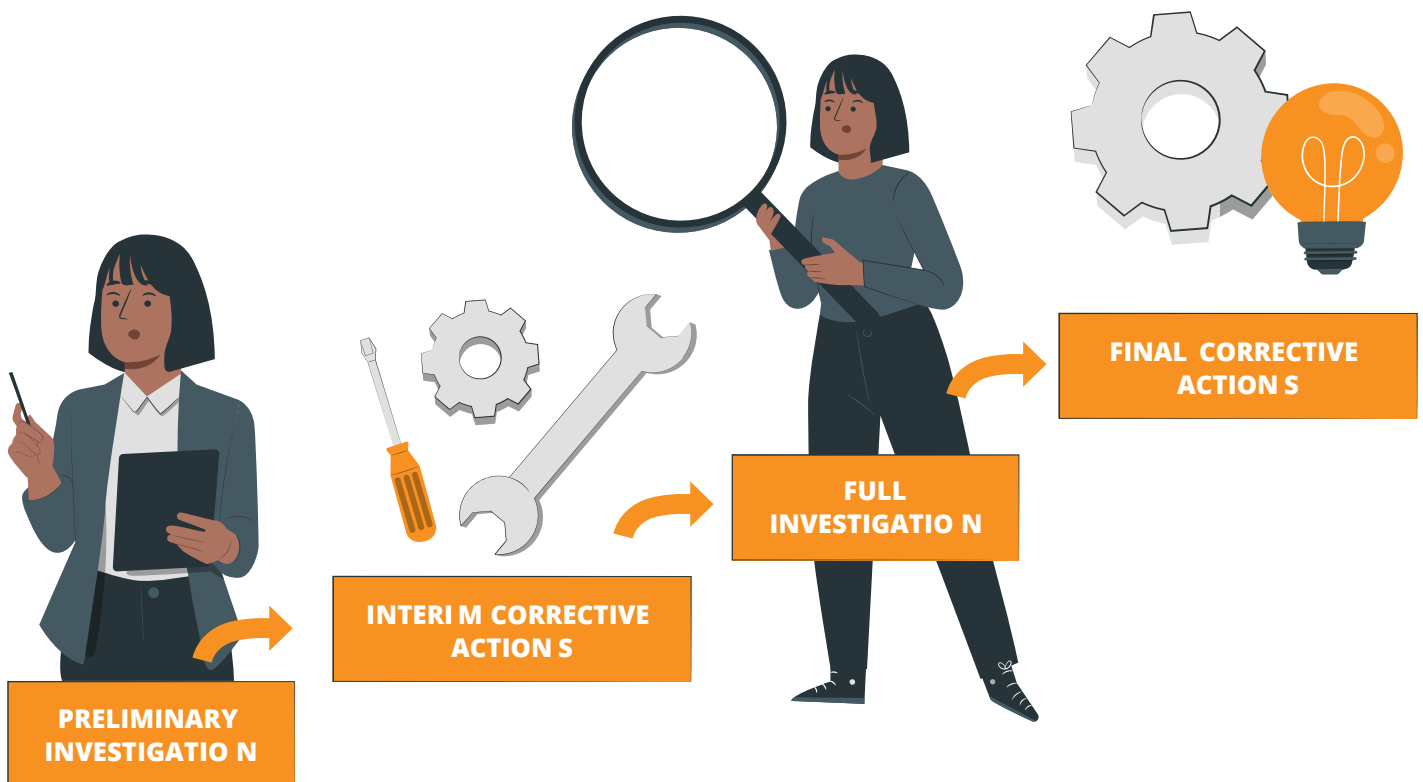 PRELIMINARY
INVESTIGATIO N
INTERI M CORRECTIVE
ACTION S
FULL
INVESTIGATIO N
FINAL CORRECTIVE
ACTION S